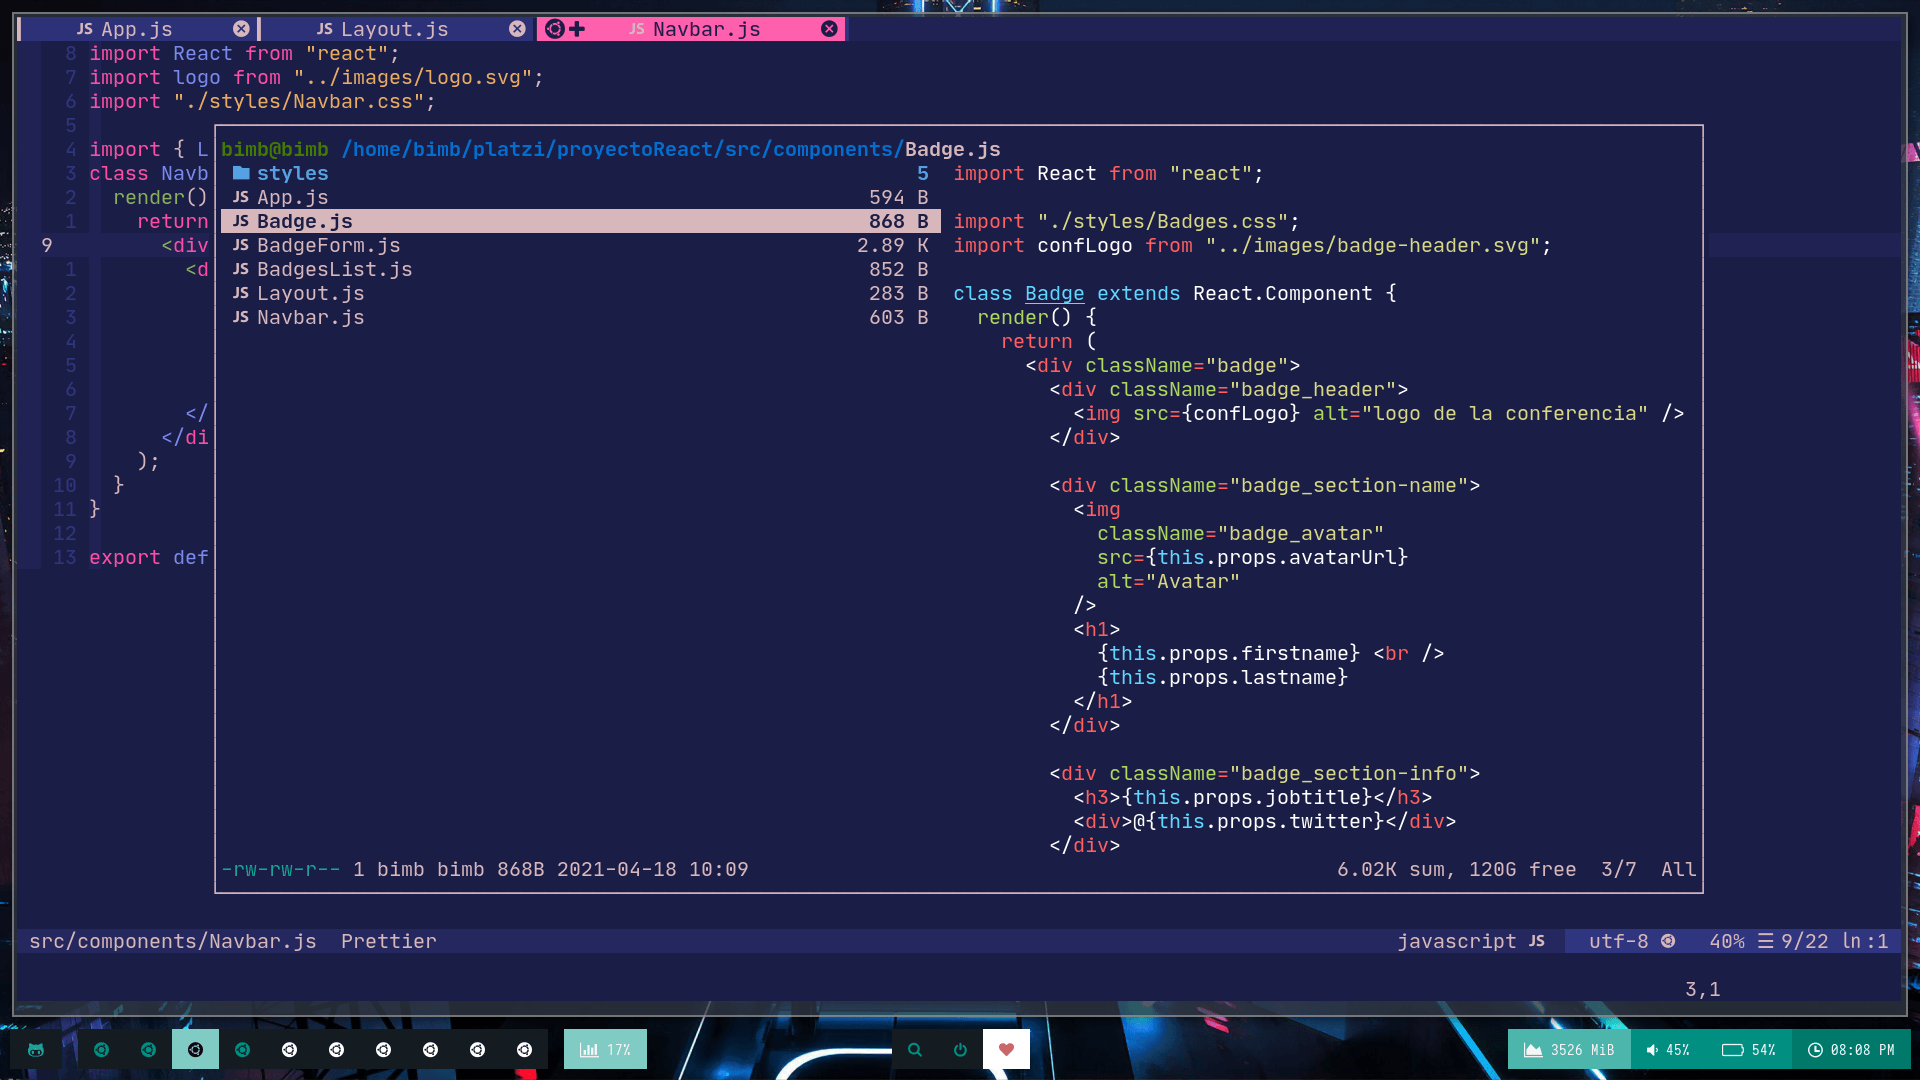 JS App.js JS Layout.js JS Navbar.js
8 import React from "react";
7 import logo from "../images/logo.svg";
6 import "./styles/Navbar.css";
5
4 import { L
3 class Navb
2 render()
1 return
9 <div
1 <d
2
3
4
5
6
7 </
8 </di
9 );
10 }
11 }
12
13 export def
bimb@bimb /home/bimb/platzi/proyectoReact/src/components/Badge.js
styles 5
JS App.js 594 B
JS Badge.js 868 B
JS BadgeForm.js 2.89 K
JS BadgesList.js 852 B
JS Layout.js 283 B
JS Navbar.js 603 B
import React from "react";
import "./styles/Badges.css";
import confLogo from "../images/badge-header.svg";
class Badge extends React.Component {
render() {
return (
<div className="badge">
<div className="badge_header">
<img src={confLogo} alt="logo de la conferencia" />
</div>
<div className="badge_section-name">
<img
className="badge_avatar"
src={this.props.avatarUrl}
alt="Avatar"
/>
<h1>
{this.props.firstname} <br />
{this.props.lastname}
</h1>
</div>
<div className="badge_section-info">
<h3>{this.props.jobtitle}</h3>
<div>@{this.props.twitter}</div>
</div>
-rw-rw-r-- 1 bimb bimb 868B 2021-04-18 10:09 6.02K sum, 120G free 3/7 All
src/components/Navbar.js Prettier javascript JS utf-8 40% ☰ 9/22 ln :1
3,1
17% 3526 MiB 45% 54% 08:08 PM